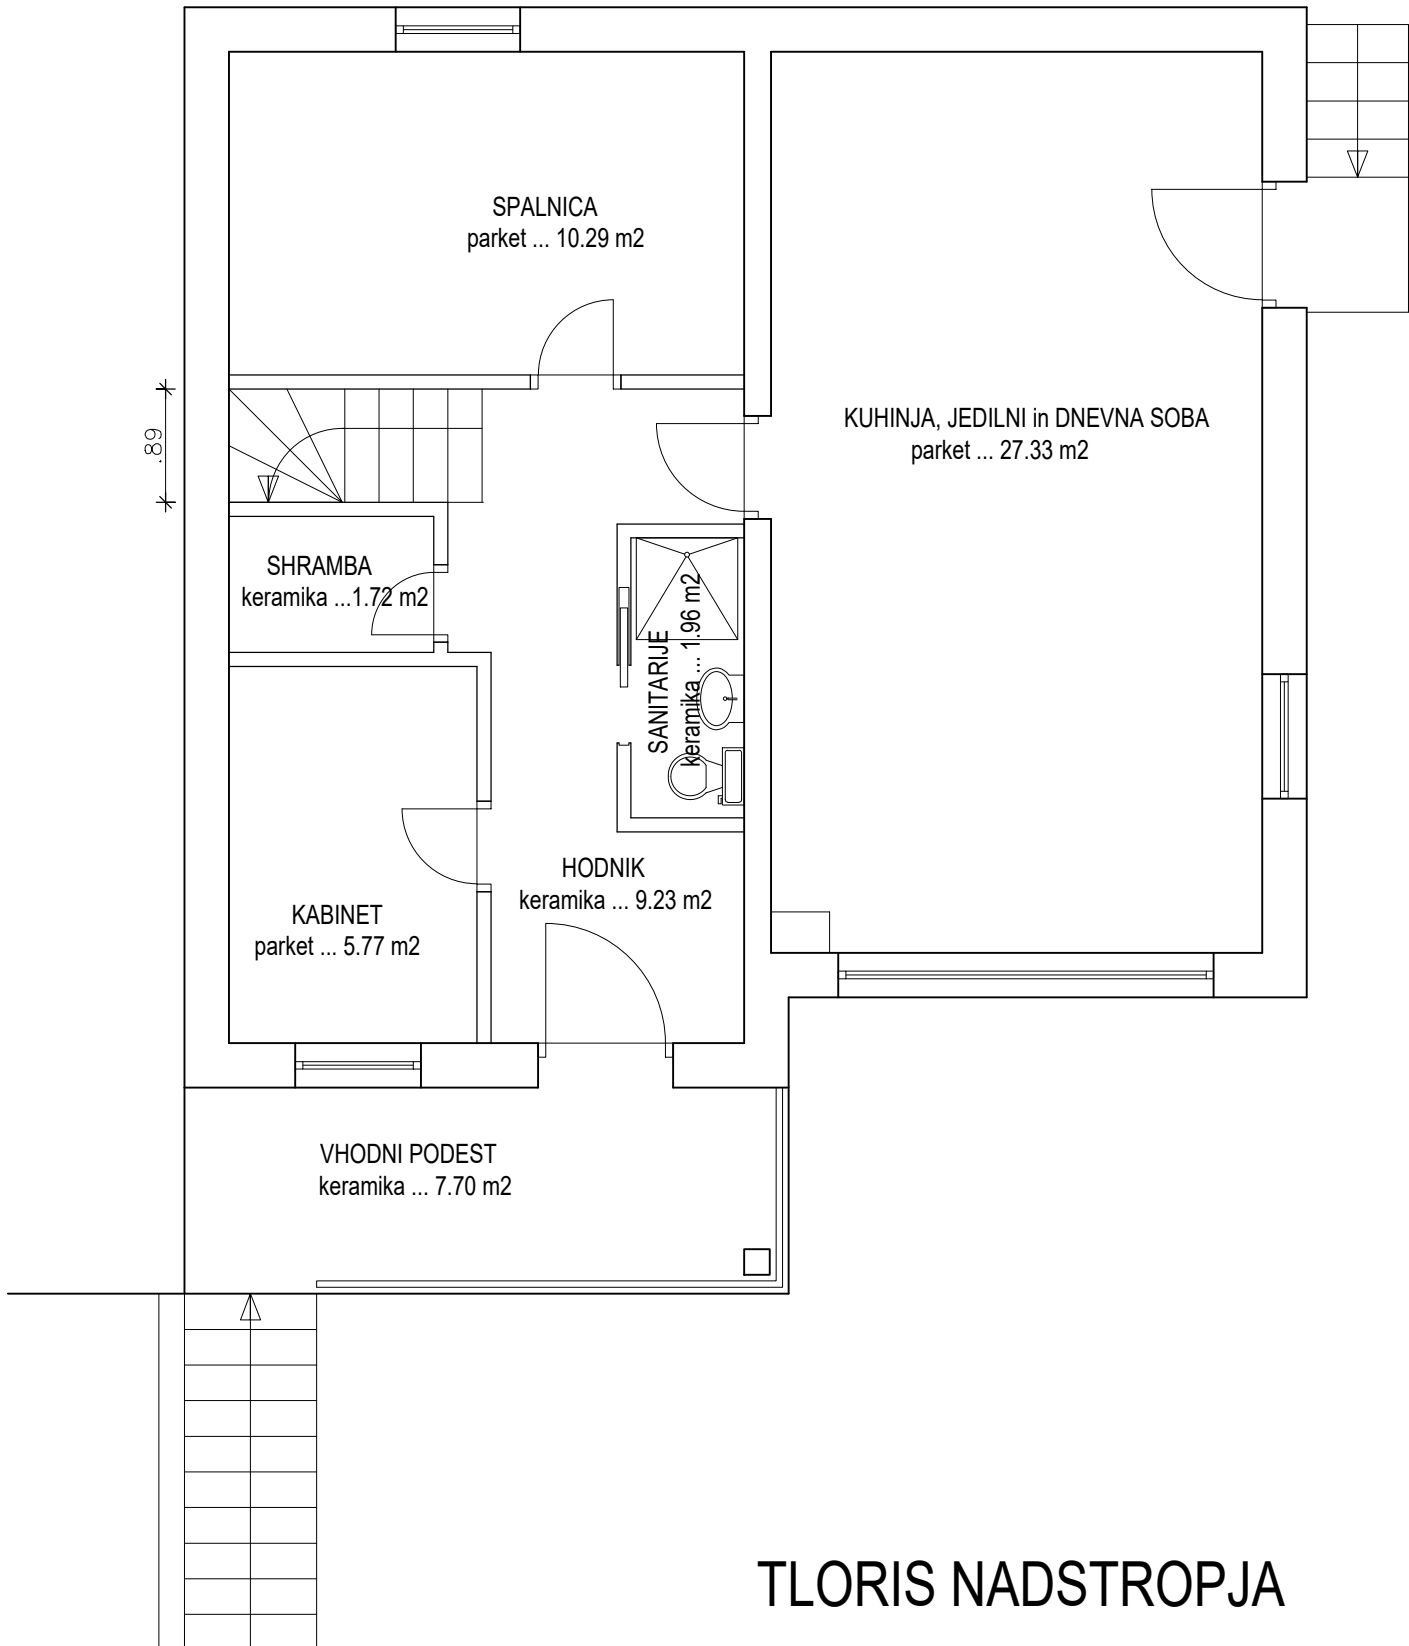 SPALNICA
parket ... 10.29 m2
KUHINJA, JEDILNI in DNEVNA SOBA
parket ... 27.33 m2
.89
SHRAMBA
keramika ...1.72 m2
SANITARIJE
keramika ... 1.96 m2
HODNIK
keramika ... 9.23 m2
KABINET
parket ... 5.77 m2
VHODNI PODEST
keramika ... 7.70 m2
TLORIS NADSTROPJA